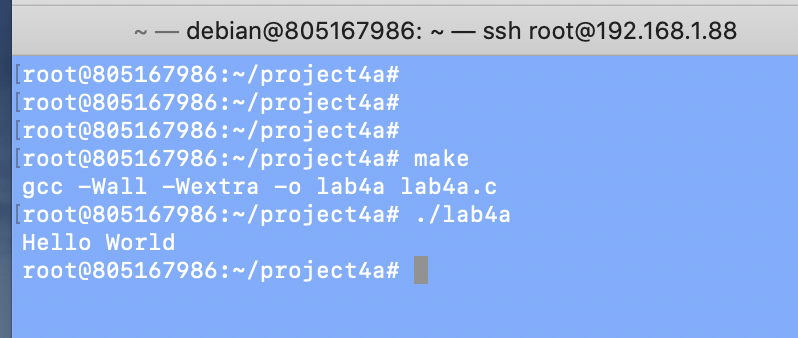 ~ — debian@805167986: ~ — ssh root@192.168.1.88
[root@805167986:~/project4a#
[root@805167986:~/project4a#
[root@805167986:~/project4a#
[root@805167986:~/project4a# make
gcc -Wall -Wextra -o lab4a lab4a.c
[root@805167986:~/project4a# ./lab4a
Hello World
root@805167986:~/project4a#